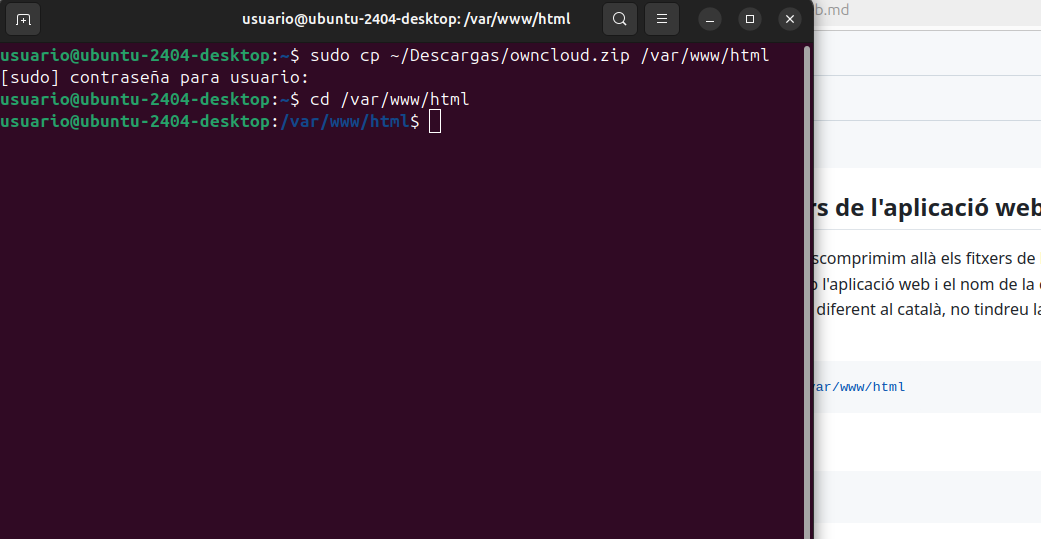 usuario@ubuntu-2404-desktop: /var/www/html
usuario@ubuntu-2404-desktop:~$ sudo cp ~/Descargas/owncloud.zip /var/www/html
[sudo] contraseña para usuario:
usuario@ubuntu-2404-desktop:~$ cd /var/www/html
usuario@ubuntu-2404-desktop:/var/www/html$
b.md
rs de l'aplicació web
scomprimim allà els fitxers de
o l'aplicació web i el nom de la
diferent al català, no tindreu la
var/www/html